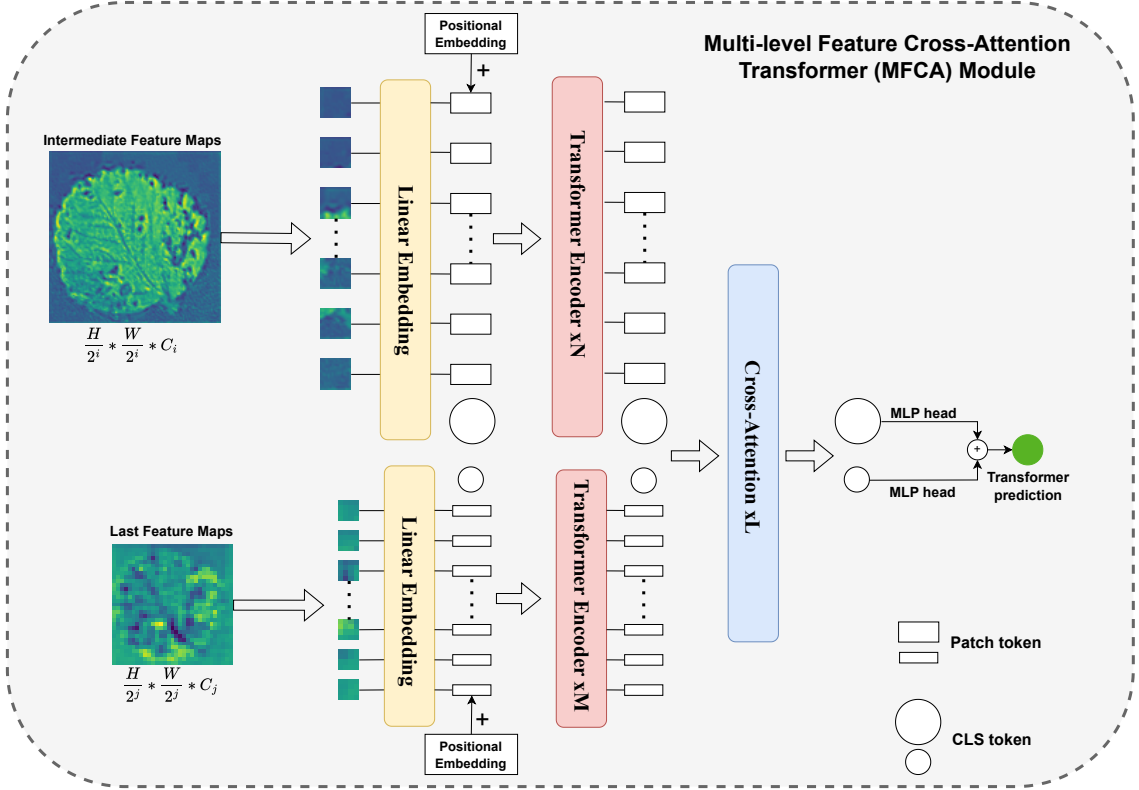 Multi-level Feature Cross-Attention
Transformer (MFCA) Module
Positional
Embedding
+
Intermediate Feature Maps
H/2^i * W/2^i * C_i
Linear Embedding
Transformer Encoder xN
Cross-Attention xL
MLP head
+
MLP head
Transformer
prediction
Last Feature Maps
H/2^j * W/2^j * C_j
Linear Embedding
Transformer Encoder xM
+
Positional
Embedding
Patch token
CLS token